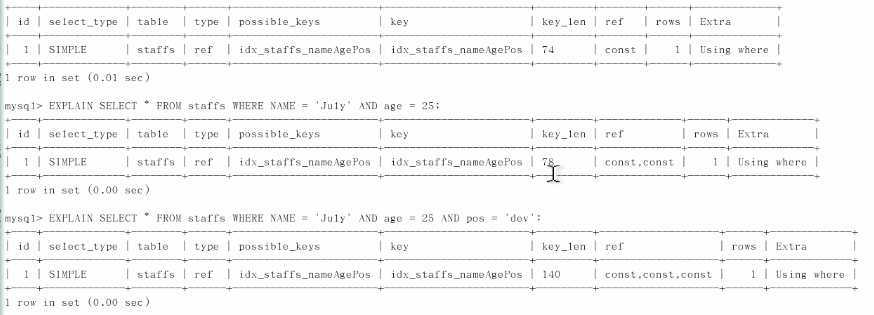 | id | select_type | table | type | possible_keys | key | key_len | ref | rows | Extra |
| 1 | SIMPLE | staffs | ref | idx_staffs_nameAgePos | idx_staffs_nameAgePos | 74 | const | 1 | Using where |
1 row in set (0.01 sec)
mysql> EXPLAIN SELECT * FROM staffs WHERE NAME = 'July' AND age = 25;
| id | select_type | table | type | possible_keys | key | key_len | ref | rows | Extra |
| 1 | SIMPLE | staffs | ref | idx_staffs_nameAgePos | idx_staffs_nameAgePos | 78 | const,const | 1 | Using where |
1 row in set (0.00 sec)
mysql> EXPLAIN SELECT * FROM staffs WHERE NAME = 'July' AND age = 25 AND pos = 'dev';
| id | select_type | table | type | possible_keys | key | key_len | ref | rows | Extra |
| 1 | SIMPLE | staffs | ref | idx_staffs_nameAgePos | idx_staffs_nameAgePos | 140 | const,const,const | 1 | Using where |
1 row in set (0.00 sec)